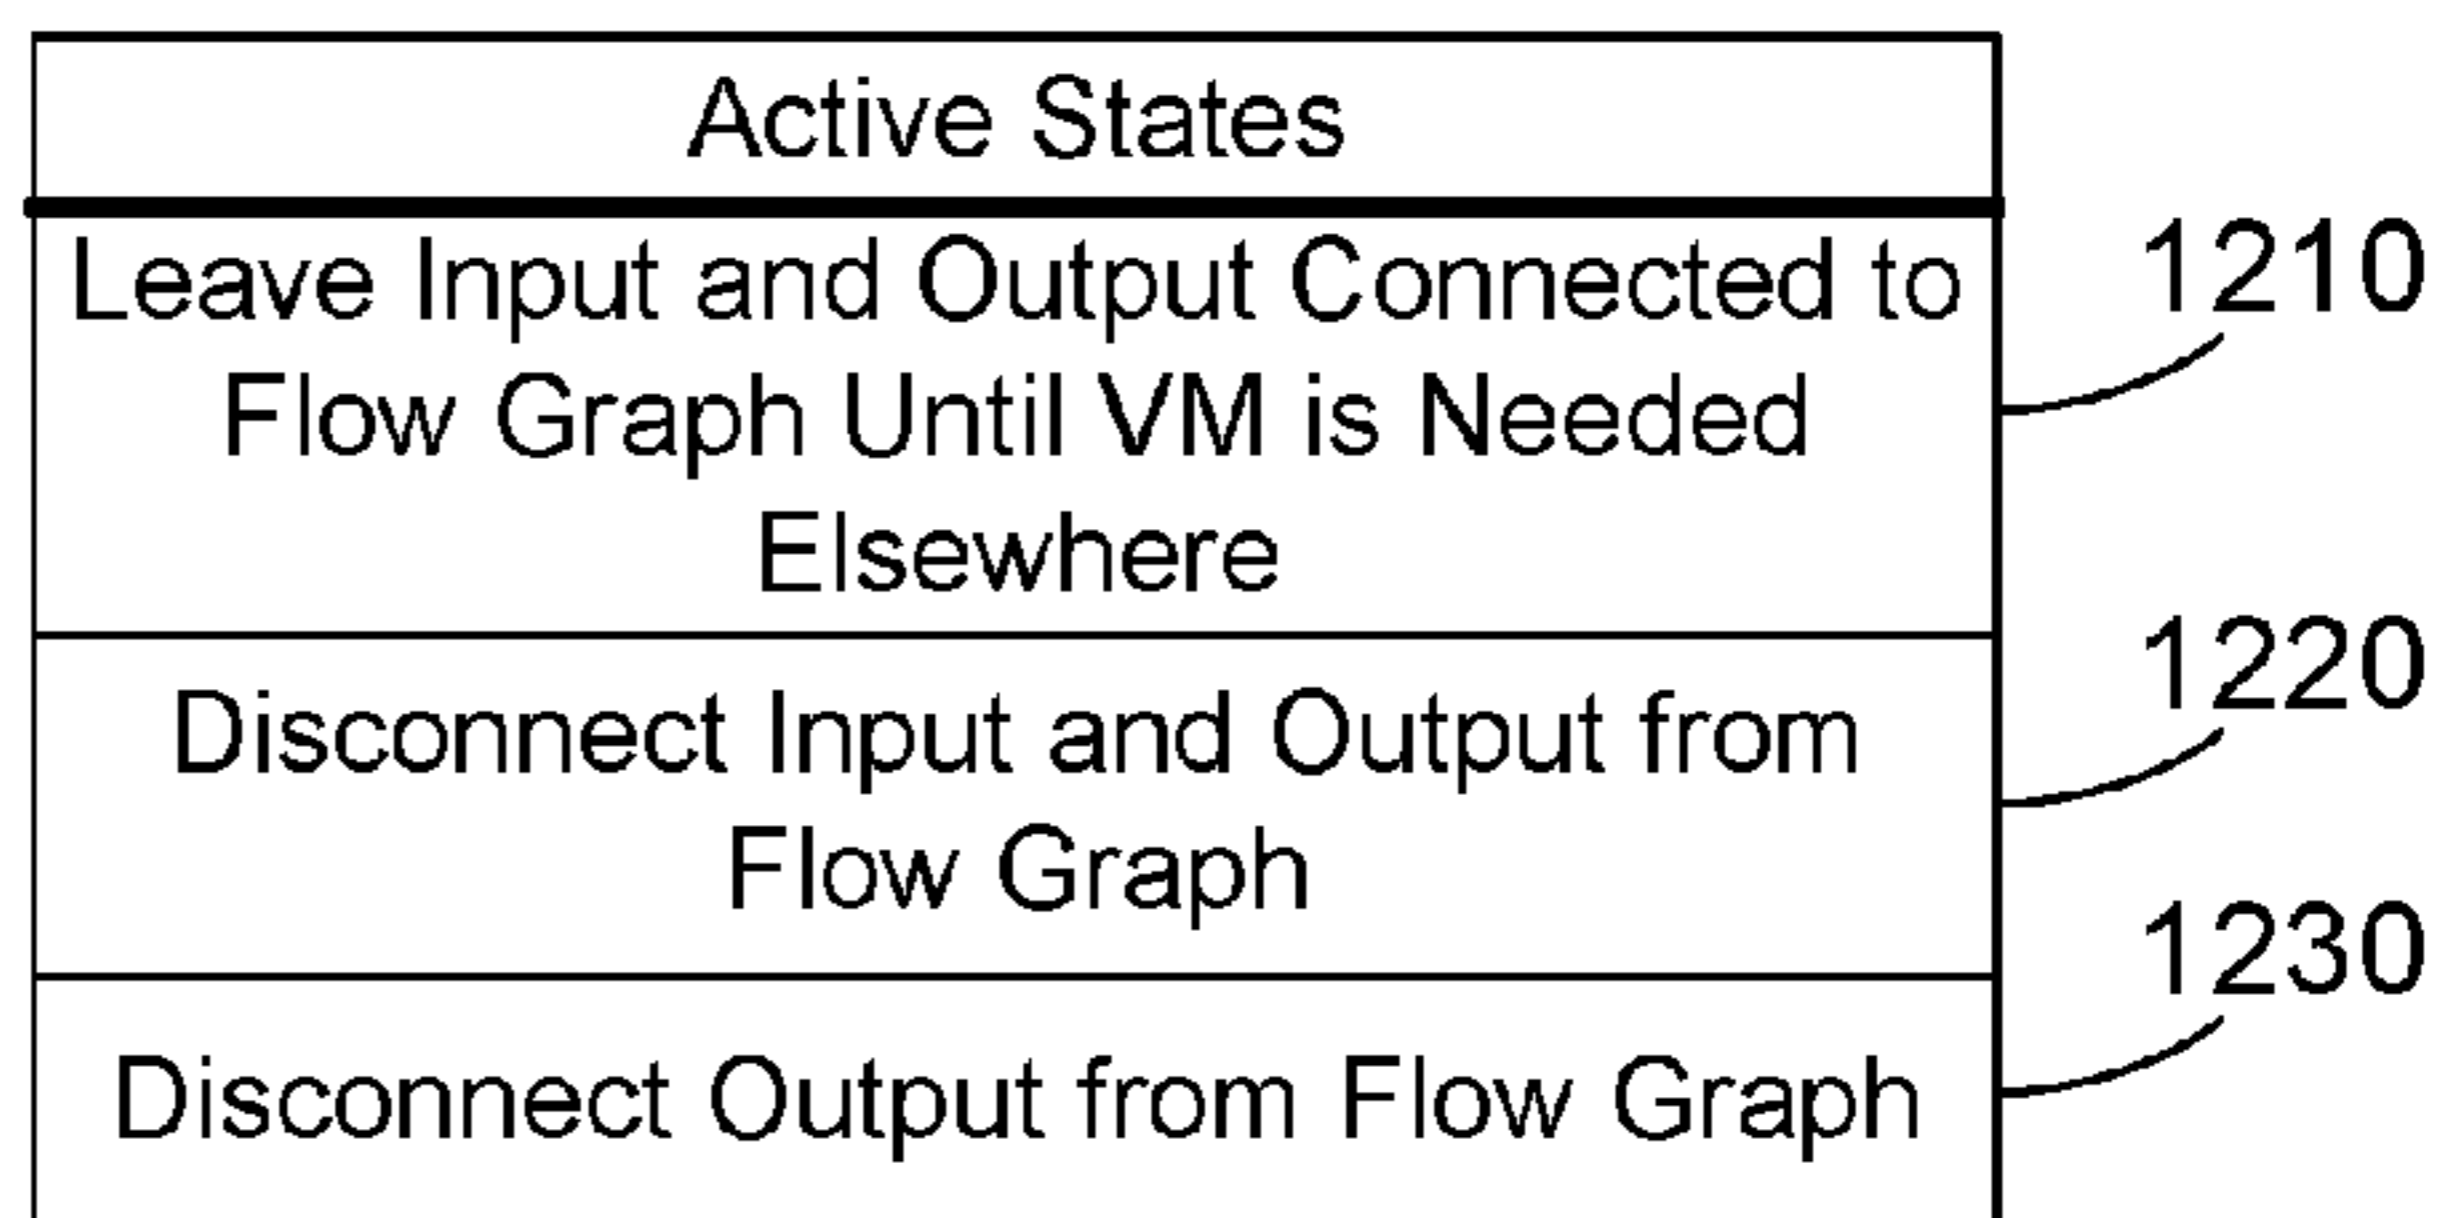 Active States
Leave Input and Output Connected to
Flow Graph Until VM is Needed
Elsewhere
1210
Disconnect Input and Output from
Flow Graph
1220
Disconnect Output from Flow Graph
1230